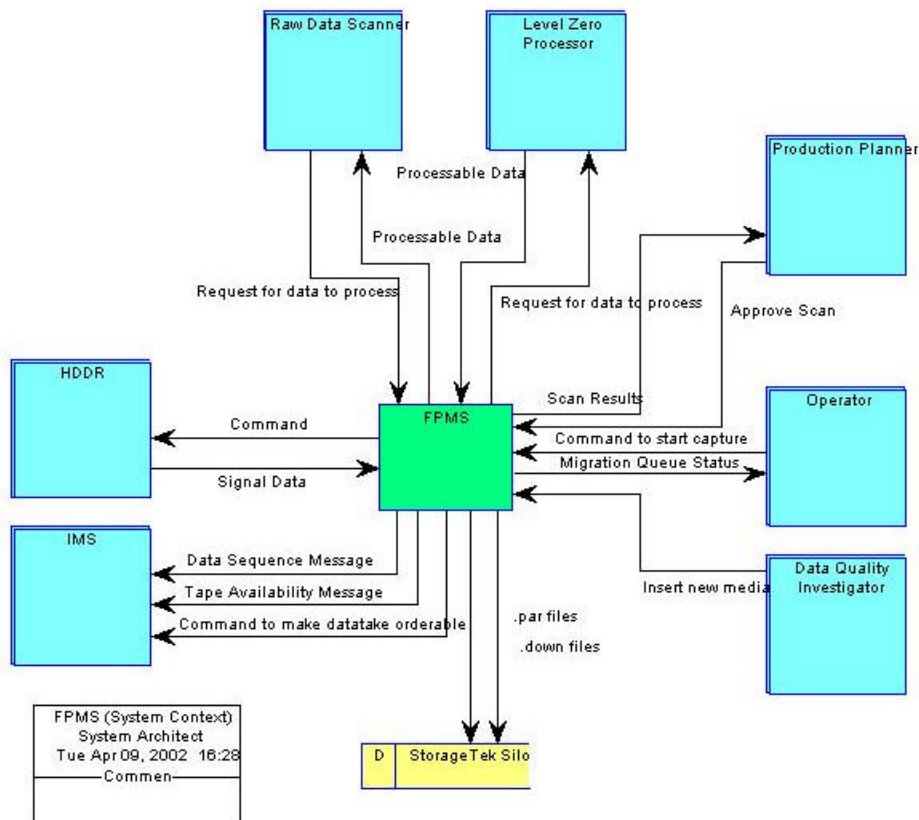 Raw Data Scanner
Level Zero
Processor
Production Planner
Processable Data
Processable Data
Request for data to process
Request for data to process
Approve Scan
HDDR
Operator
Command
FPMS
Scan Results
Command to start capture
Migration Queue Status
Signal Data
IMS
Data Sequence Message
Tape Availability Message
Command to make datatake orderable
Insert new media
Data Quality
Investigator
.par files
.down files
FPMS (System Context)
System Architect
Tue Apr 09, 2002 16:28
Commen
D StorageTek Silo